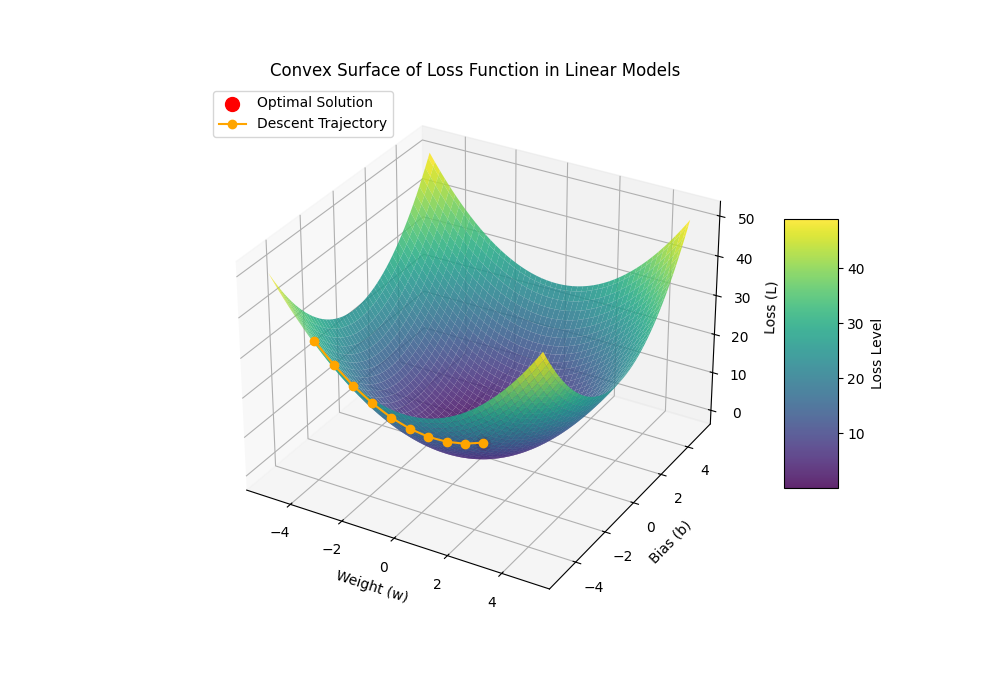 Convex Surface of Loss Function in Linear Models
Optimal Solution
Descent Trajectory
50
40
30
20
10
0
Loss (L)
40
30
20
10
Loss Level
−4
−2
0
2
4
Weight (w)
−4
−2
0
2
4
Bias (b)